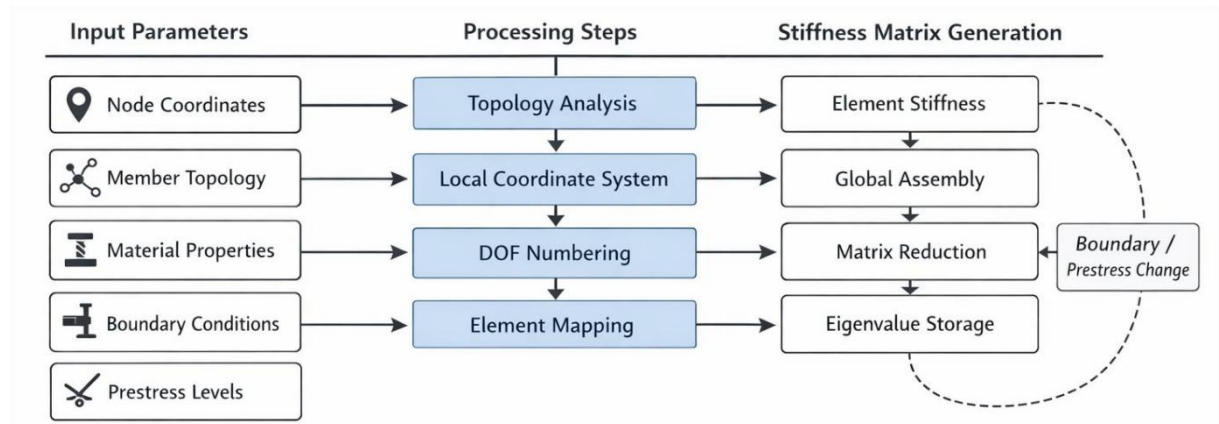 Input Parameters
Processing Steps
Stiffness Matrix Generation
Node Coordinates
Topology Analysis
Element Stiffness
Member Topology
Local Coordinate System
Global Assembly
Material Properties
DOF Numbering
Matrix Reduction
Boundary /
Prestress Change
Boundary Conditions
Element Mapping
Eigenvalue Storage
Prestress Levels